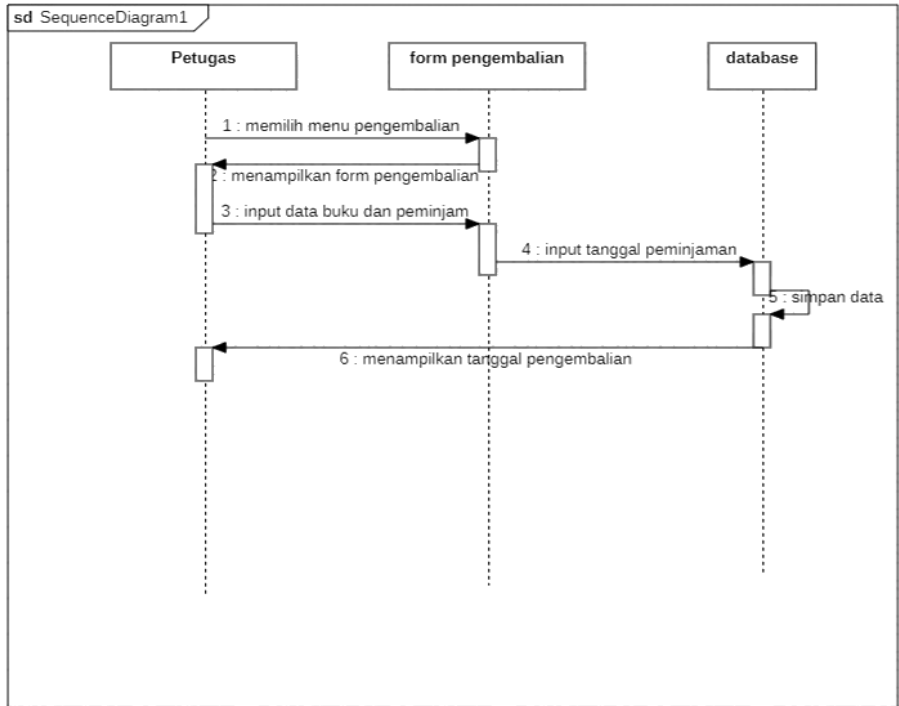 sd SequenceDiagram1
Petugas
form pengembalian
database
1 : memilih menu pengembalian
2 : menampilkan form pengembalian
3 : input data buku dan peminjam
4 : input tanggal peminjaman
5 : simpan data
6 : menampilkan tanggal pengembalian